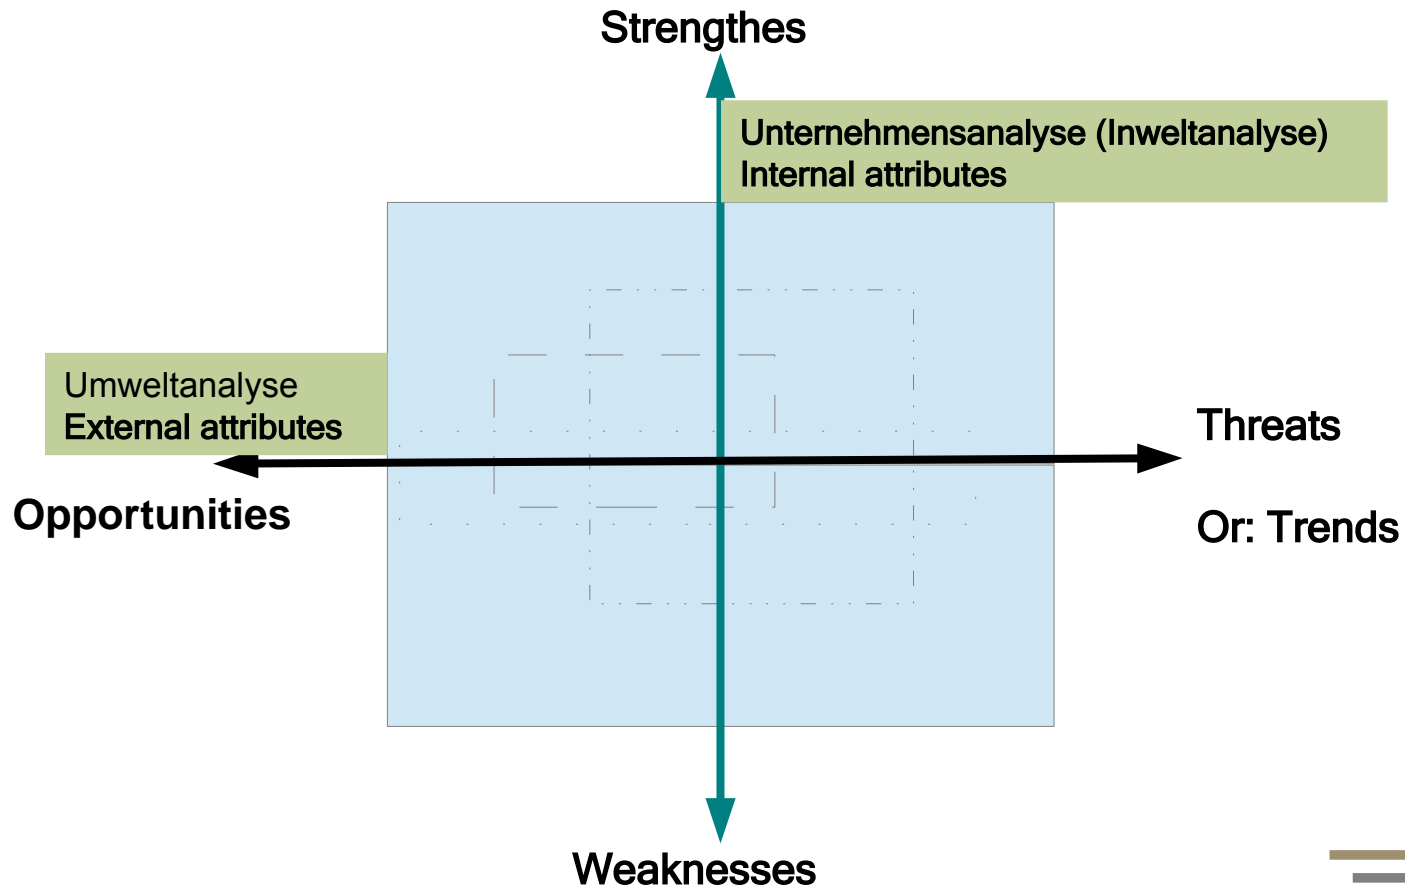 Strengthes
Unternehmensanalyse (Inweltanalyse)
Internal attributes
Umweltanalyse
External attributes
Threats
Opportunities
Or: Trends
Weaknesses